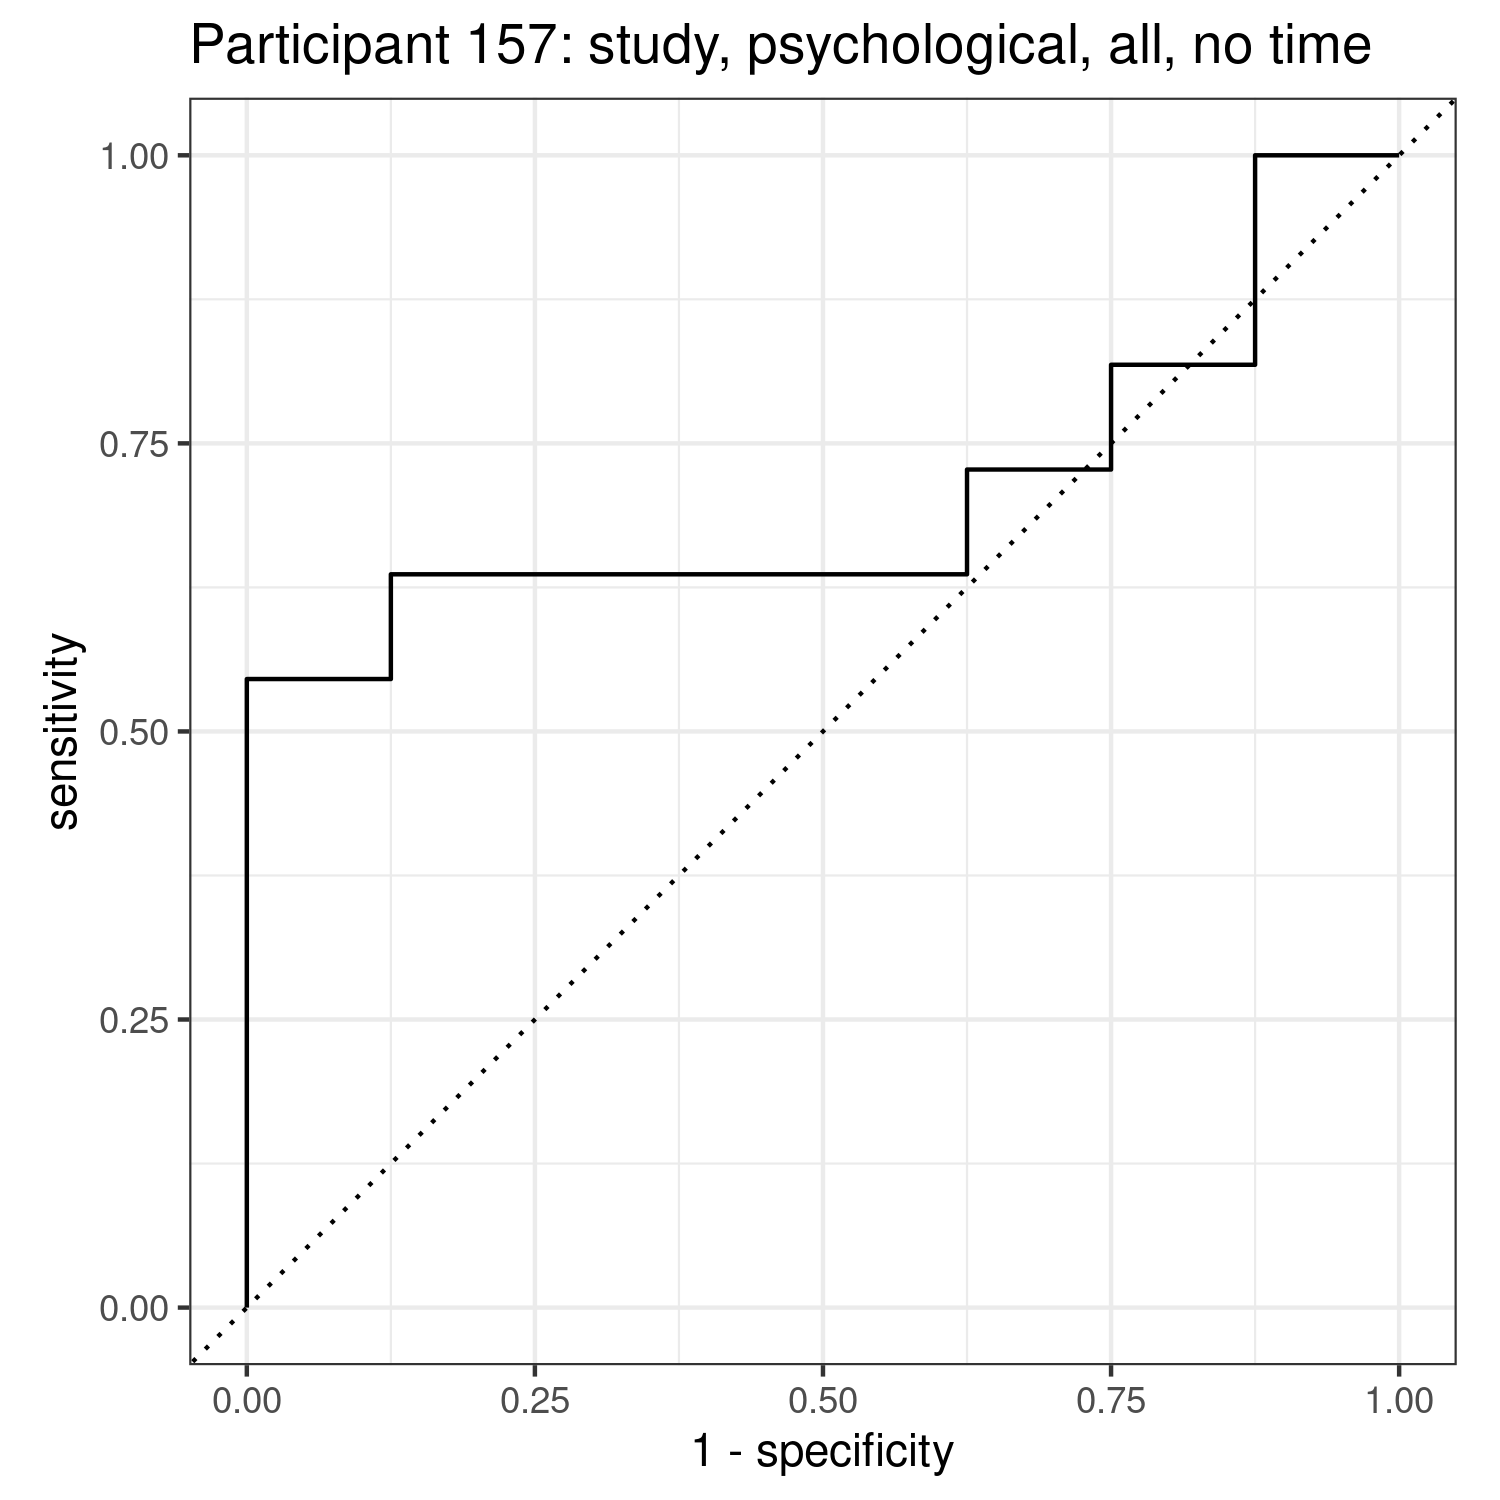 Participant 157: study, psychological, all, no time
1.00
0.75
0.50
0.25
0.00
sensitivity
0.00 0.25 0.50 0.75 1.00
1 - specificity